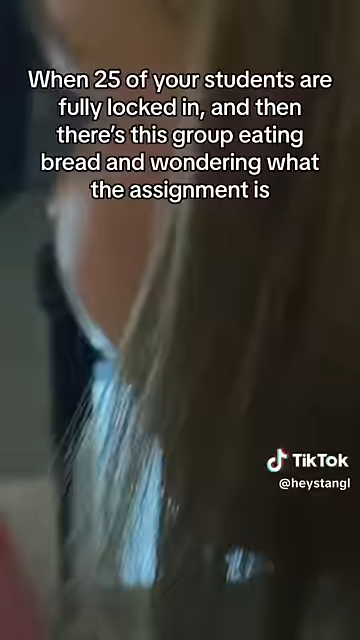 When 25 of your students are
fully locked in, and then
there's this group eating
bread and wondering what
the assignment is
TikTok
@heystangl